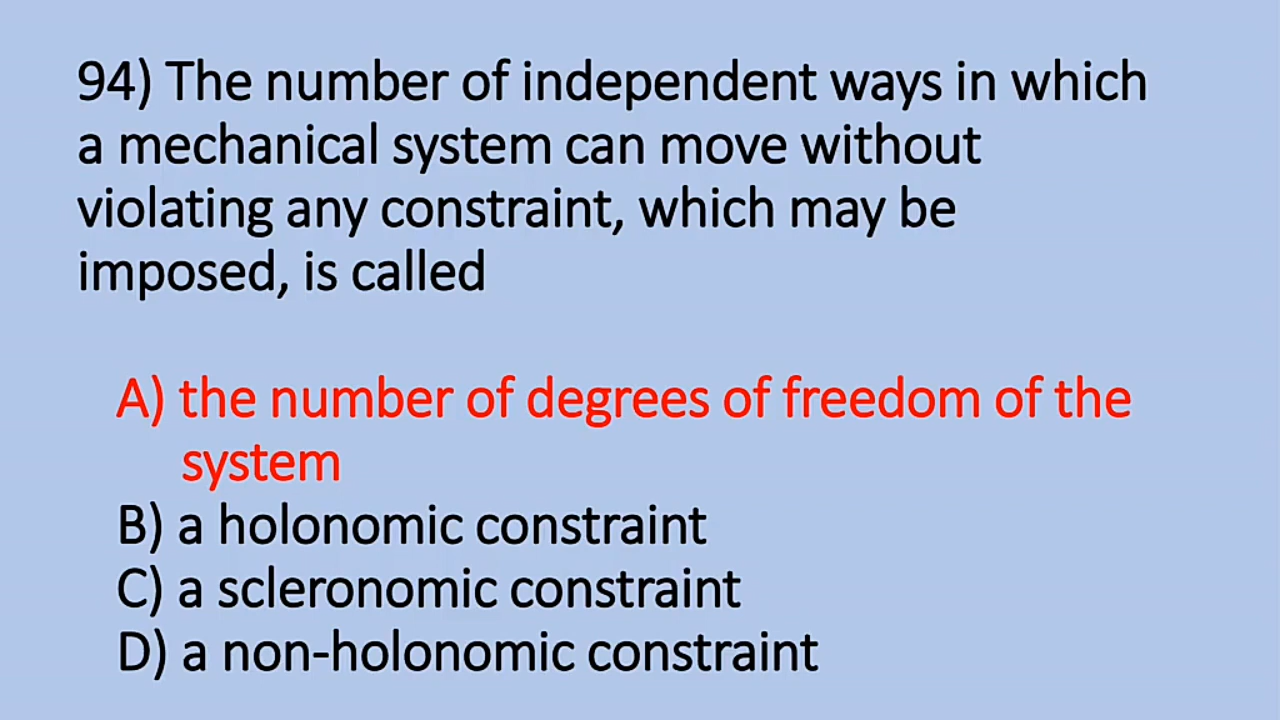 94) The number of independent ways in which
a mechanical system can move without
violating any constraint, which may be
imposed, is called
A) the number of degrees of freedom of the
system
B) a holonomic constraint
C) a scleronomic constraint
D) a non-holonomic constraint